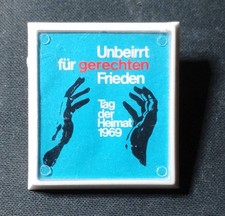 Unbeirrt
für gerechten
Frieden
Tag
der
Heimat
1969